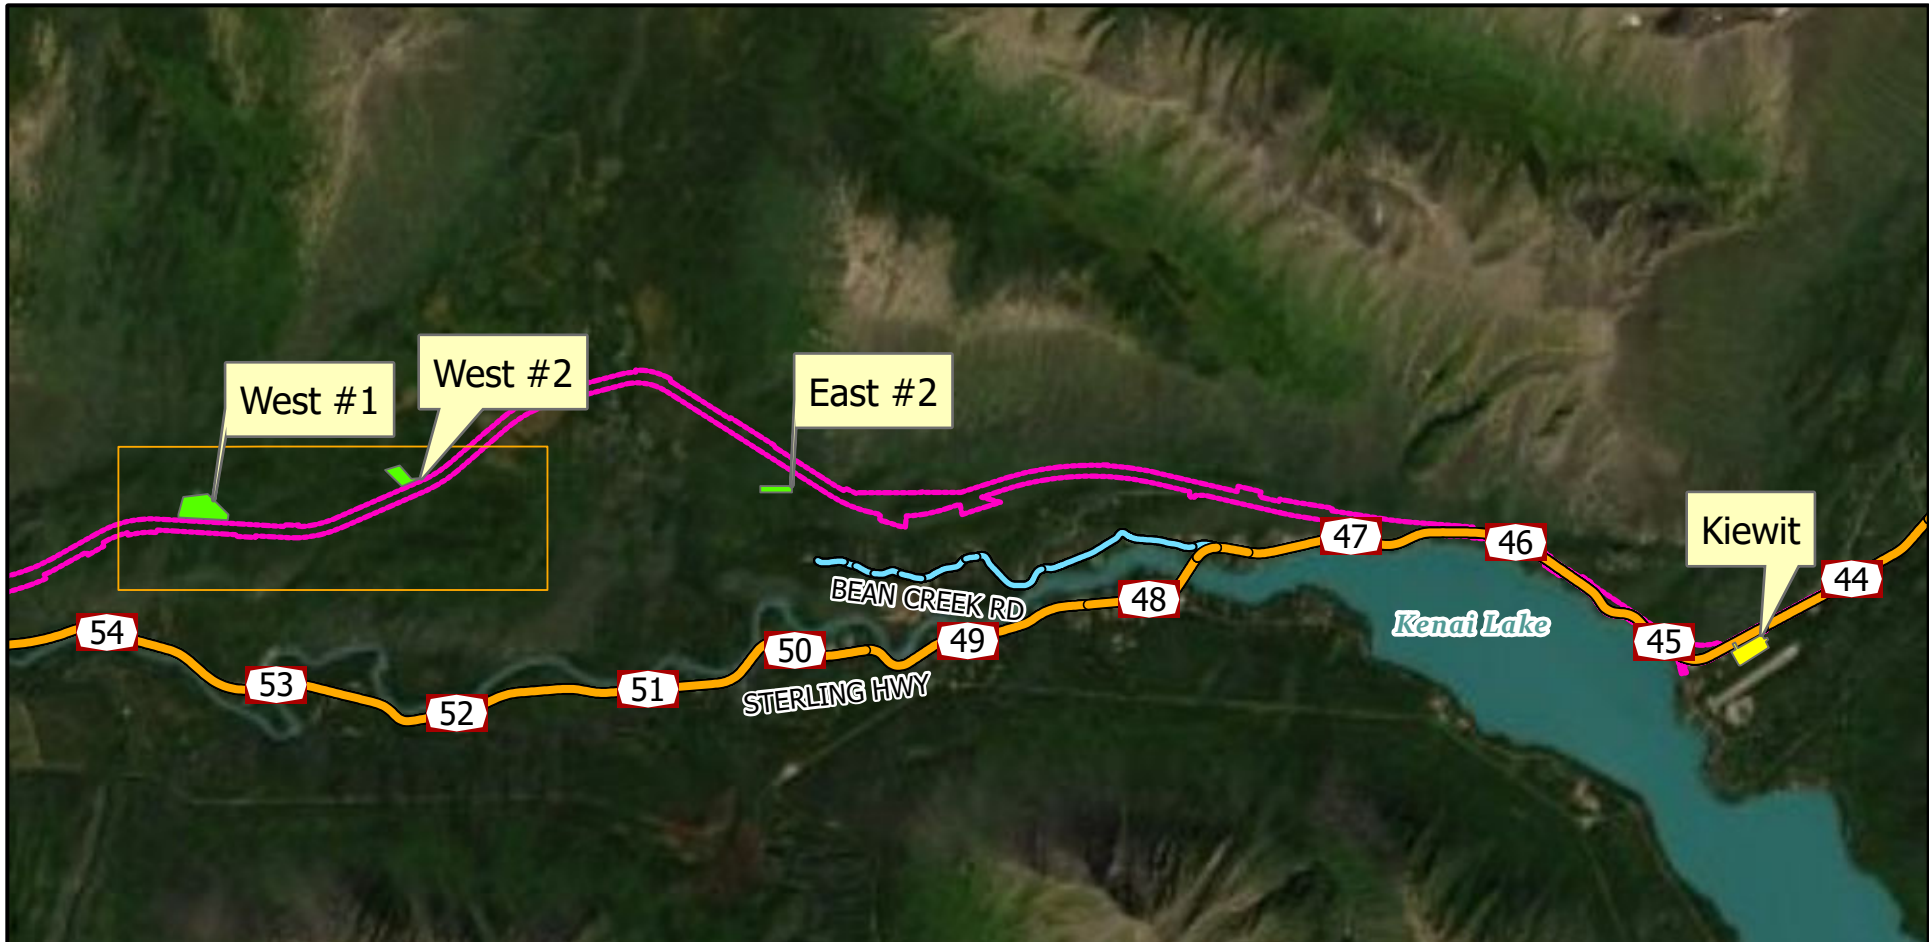 West #2
East #2
West #1
Kiewit
47
46
44
BEAN CREEK RD
48
Kenai Lake
54
49
45
50
53
51
STERLING HWY
52